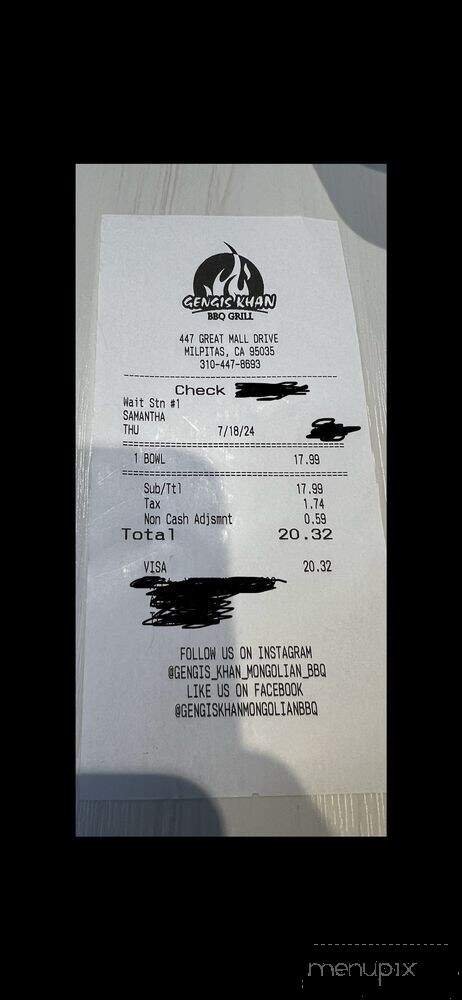 GENGIS KHAN
BBQ GRILL
447 GREAT MALL DRIVE
MILPITAS, CA 95035
310-447-8693
Check
Wait Stn #1
SAMANTHA
THU 7/18/24
1 BOWL 17.99
Sub/Ttl 17.99
Tax 1.74
Non Cash Adjsmnt 0.59
Total 20.32
VISA 20.32
FOLLOW US ON INSTAGRAM
@GENGIS_KHAN_MONGOLIAN_BBQ
LIKE US ON FACEBOOK
@GENGISKHANMONGOLIANBBQ
menupix